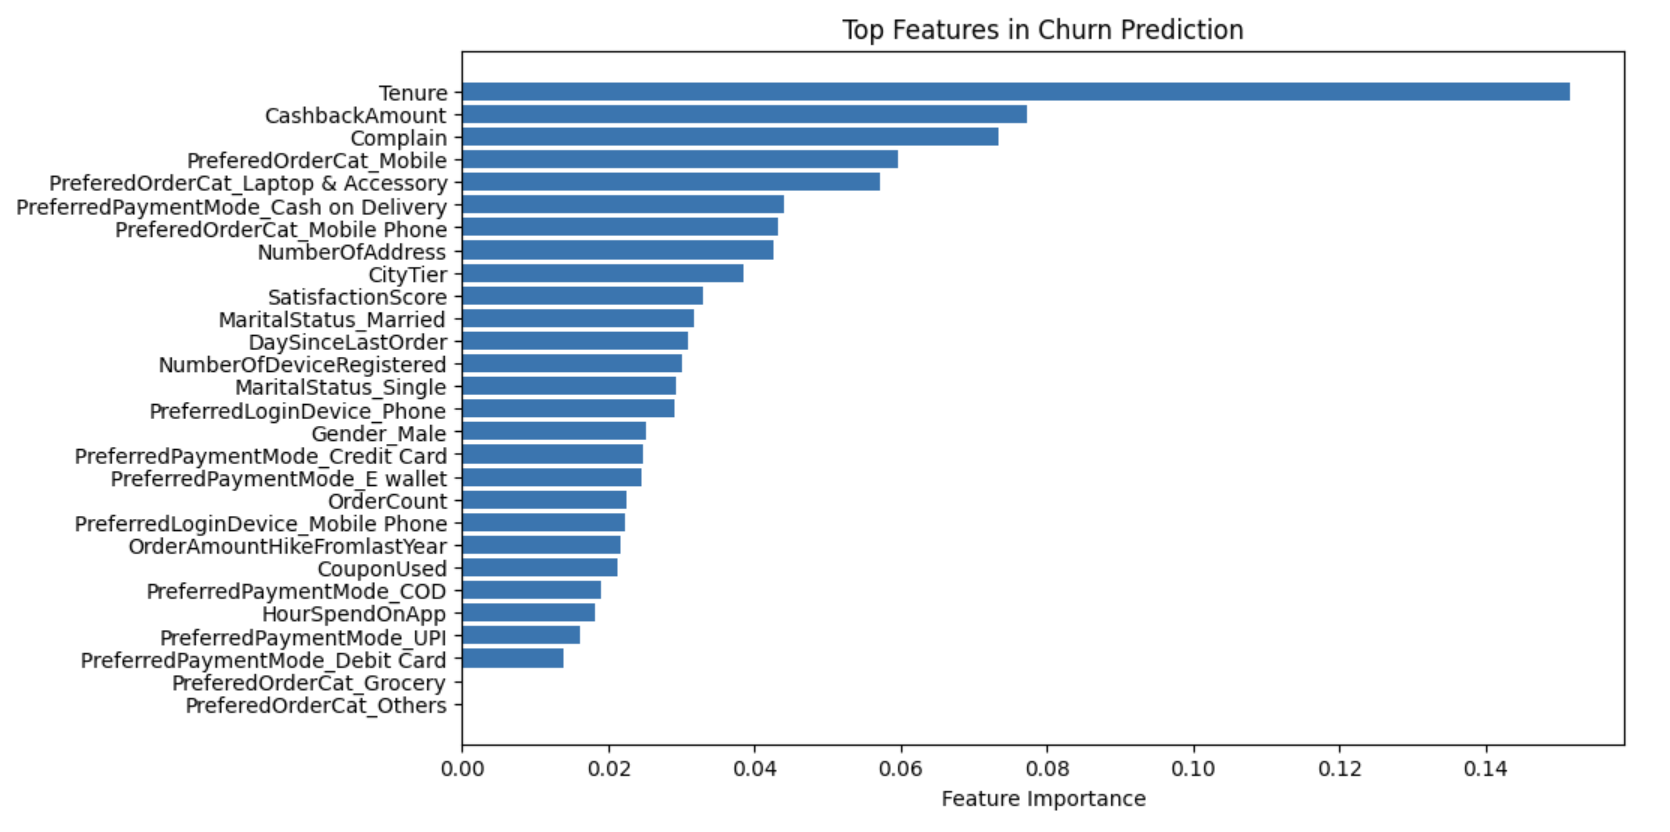 Top Features in Churn Prediction
Tenure
CashbackAmount
Complain
PreferedOrderCat_Mobile
PreferedOrderCat_Laptop & Accessory
PreferredPaymentMode_Cash on Delivery
PreferedOrderCat_Mobile Phone
NumberOfAddress
CityTier
SatisfactionScore
MaritalStatus_Married
DaySinceLastOrder
NumberOfDeviceRegistered
MaritalStatus_Single
PreferredLoginDevice_Phone
Gender_Male
PreferredPaymentMode_Credit Card
PreferredPaymentMode_E wallet
OrderCount
PreferredLoginDevice_Mobile Phone
OrderAmountHikeFromlastYear
CouponUsed
PreferredPaymentMode_COD
HourSpendOnApp
PreferredPaymentMode_UPI
PreferredPaymentMode_Debit Card
PreferedOrderCat_Grocery
PreferedOrderCat_Others
0.00 0.02 0.04 0.06 0.08 0.10 0.12 0.14
Feature Importance